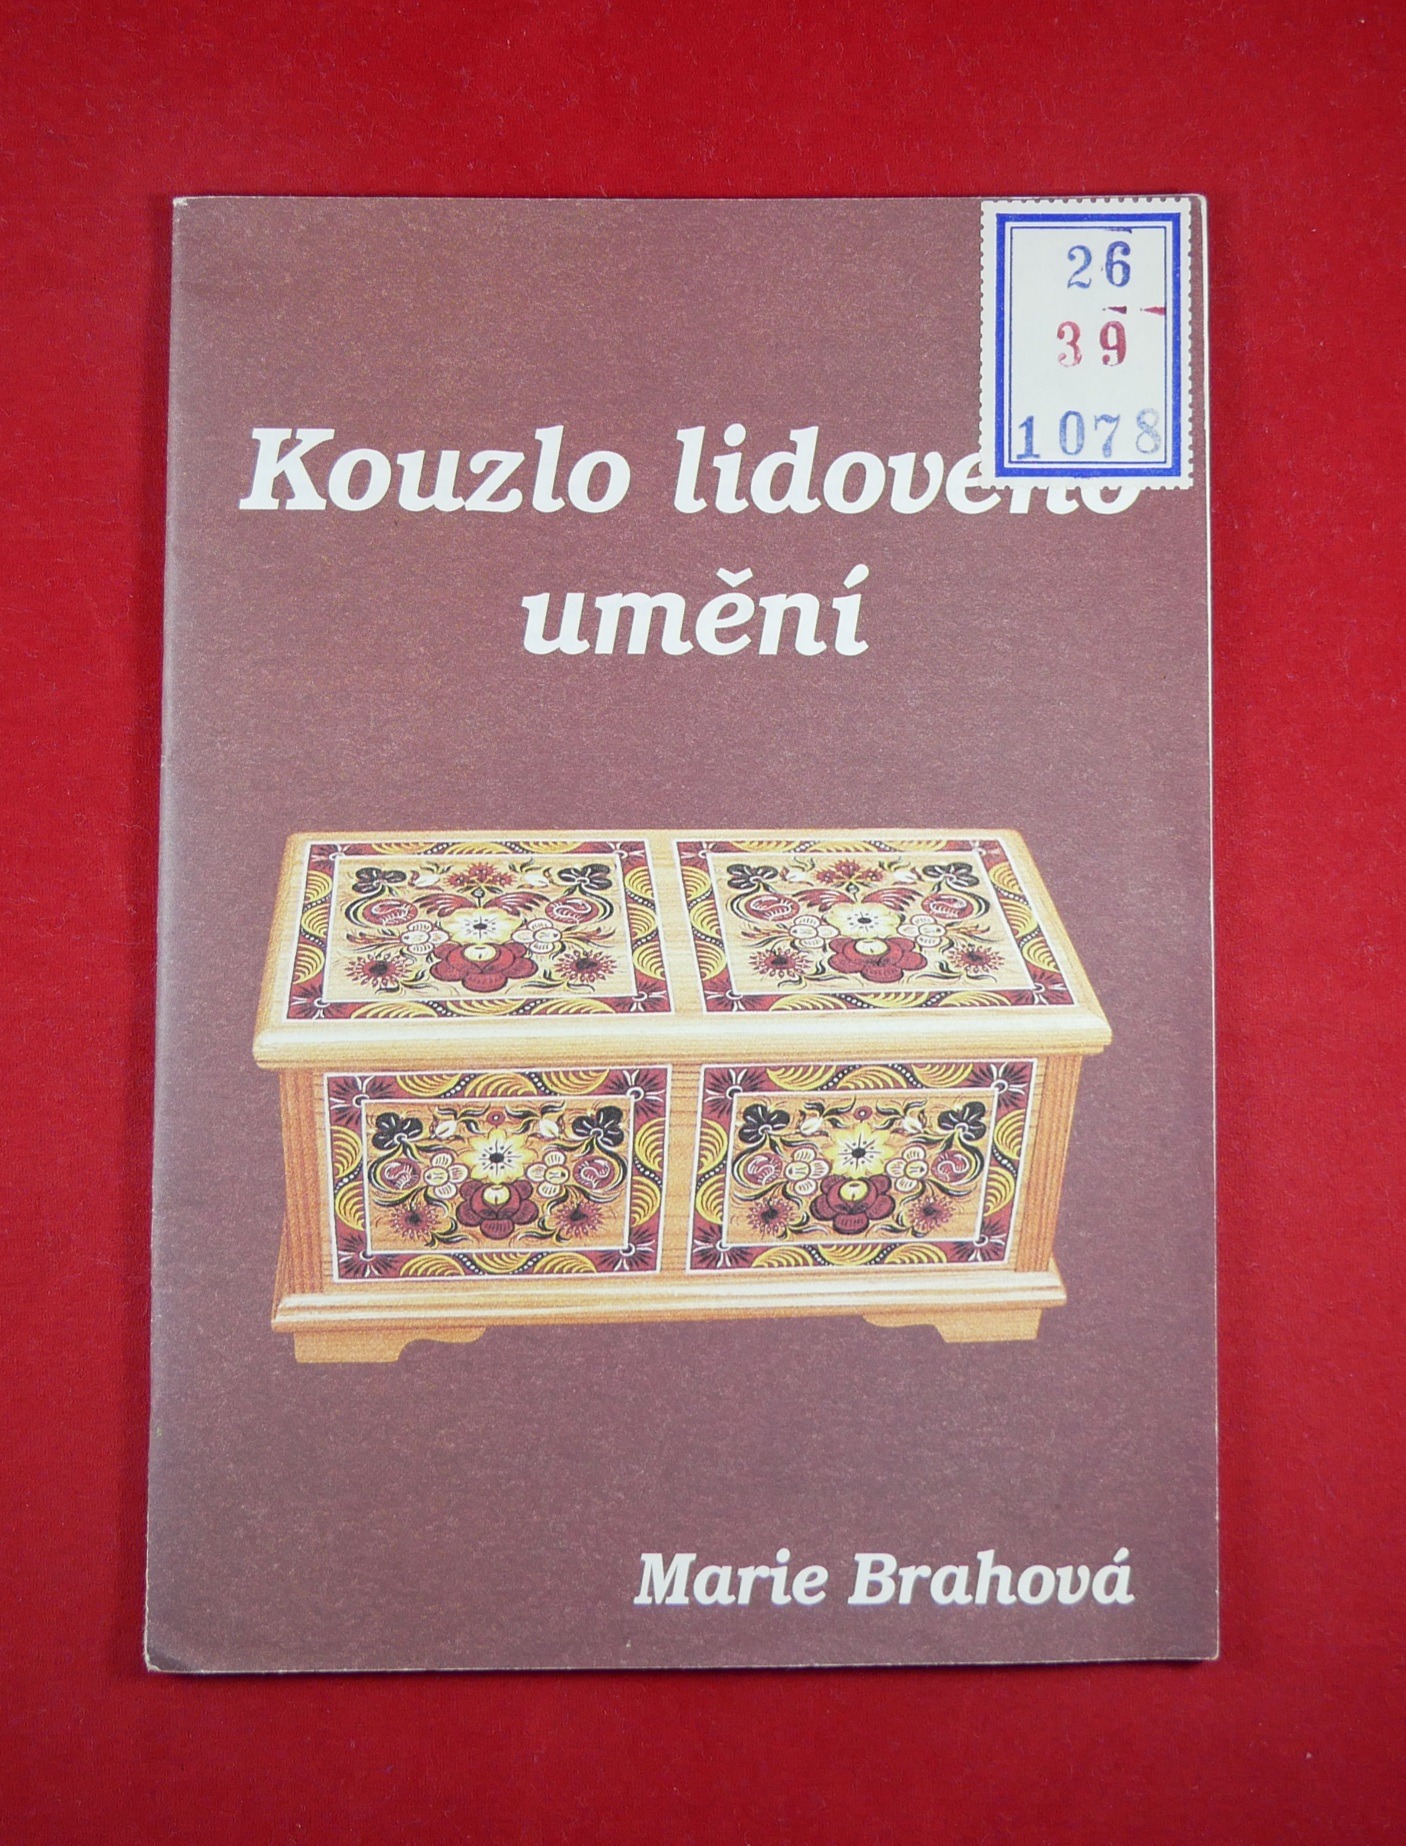 26
39
1078
Kouzlo lidového
umění
Marie Brahová